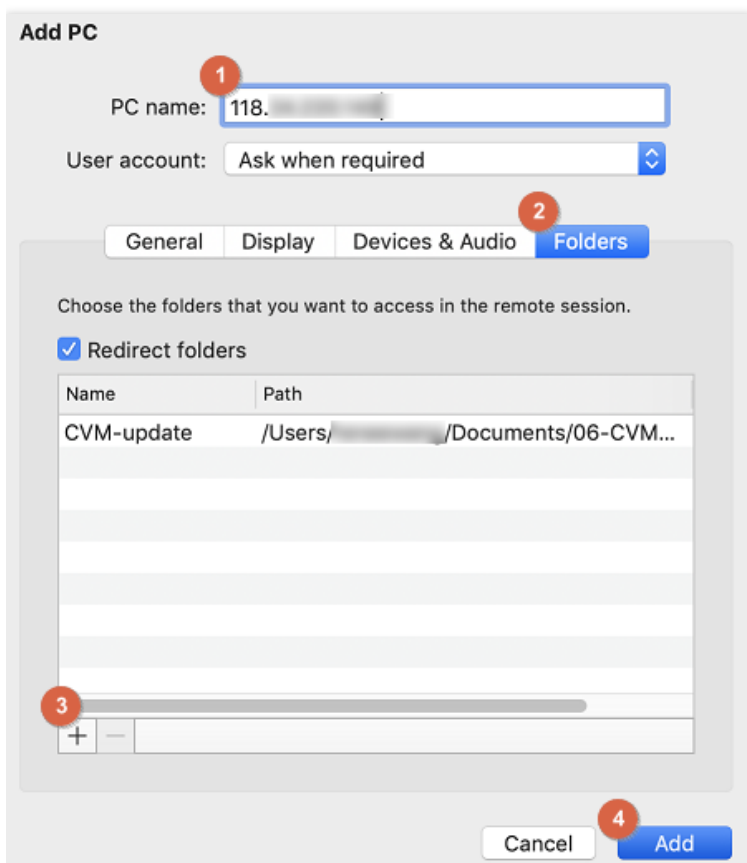 Add PC
1
PC name: 118.
User account: Ask when required
2
General Display Devices & Audio Folders
Choose the folders that you want to access in the remote session.
Redirect folders
Name Path
CVM-update /Users/ /Documents/06-CVM...
3
+ −
4
Cancel Add